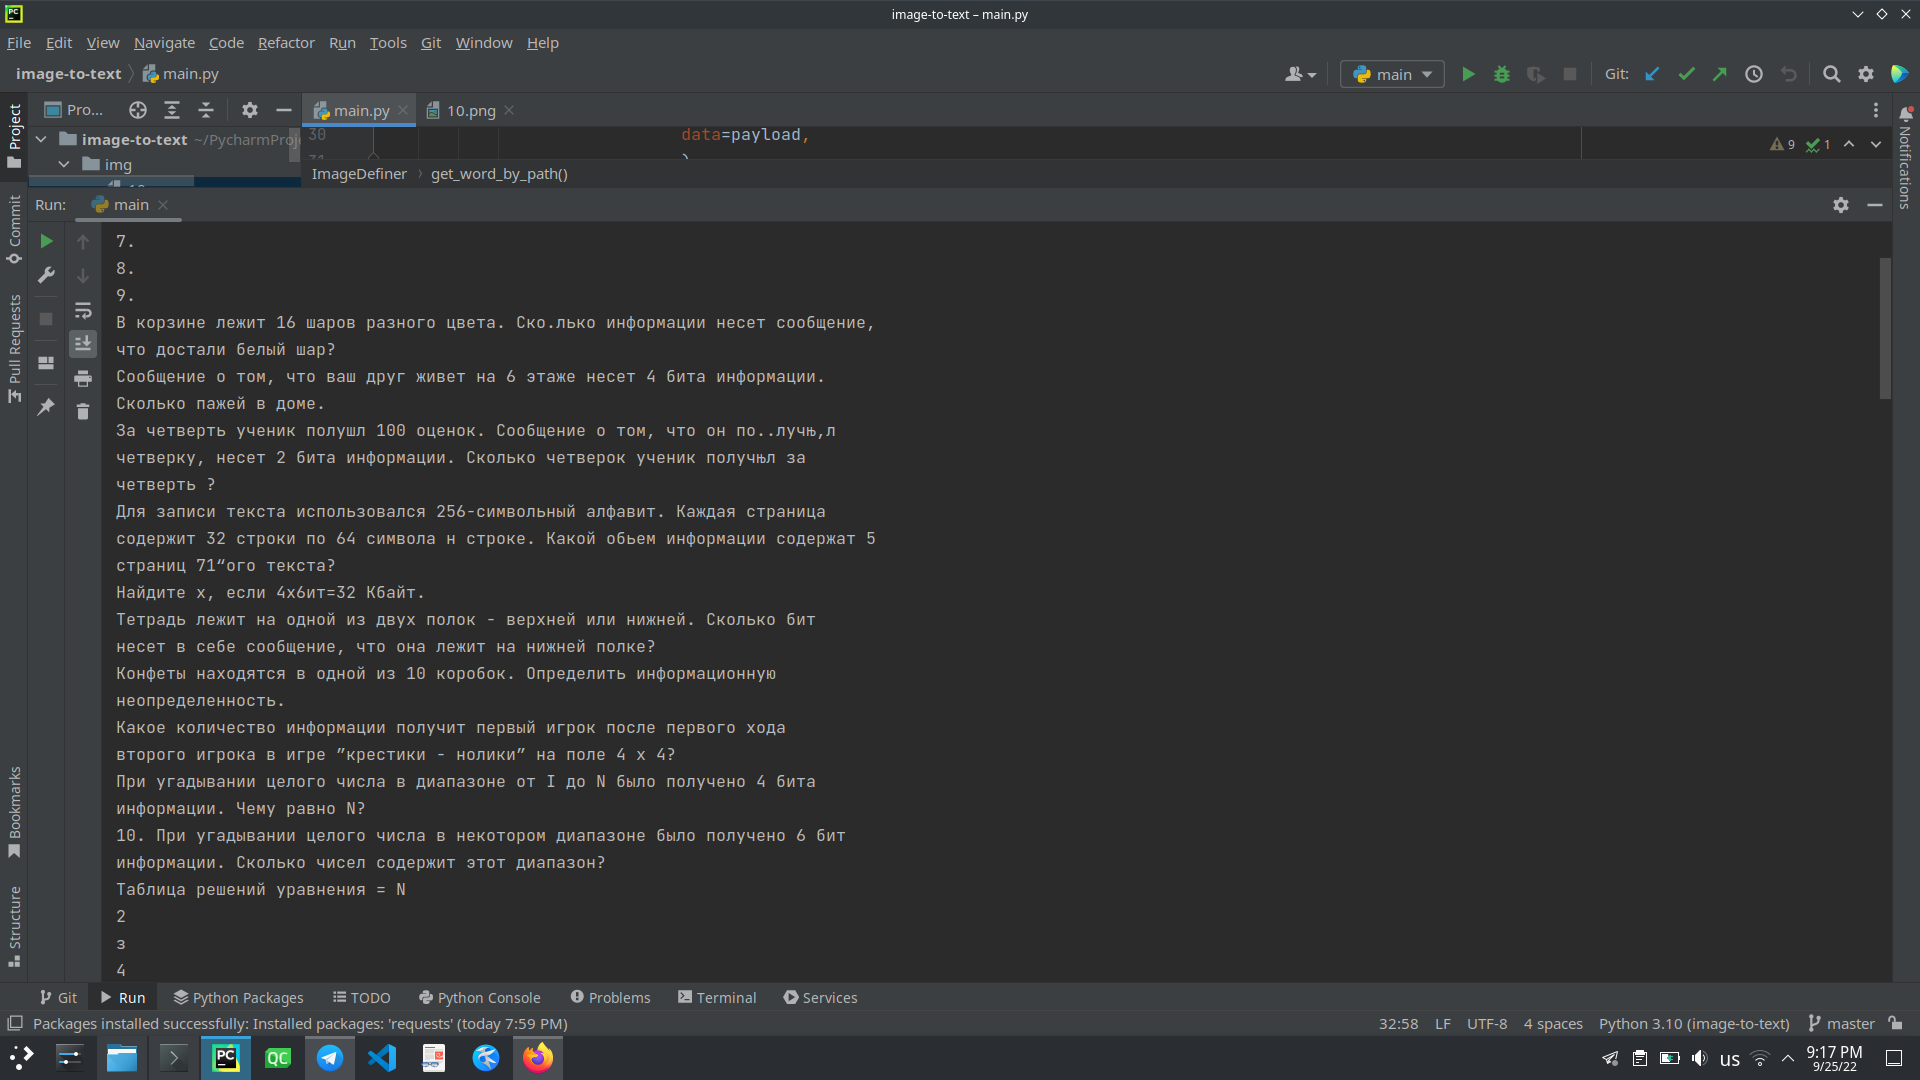 image-to-text – main.py
File Edit View Navigate Code Refactor Run Tools Git Window Help
image-to-text main.py main Git:
Project Pro... main.py 10.png
30 data=payload,
image-to-text ~/PycharmProj
9 1
img
ImageDefiner get_word_by_path()
Notifications
Run: main
Commit
Pull Requests
Bookmarks
Structure
7.
8.
9.
В корзине лежит 16 шаров разного цвета. Ско.лько информации несет сообщение,
что достали белый шар?
Сообщение о том, что ваш друг живет на 6 этаже несет 4 бита информации.
Сколько пажей в доме.
За четверть ученик полушл 100 оценок. Сообщение о том, что он по..лучњ,л
четверку, несет 2 бита информации. Сколько четверок ученик получњл за
четверть ?
Для записи текста использовался 256-символьный алфавит. Каждая страница
содержит 32 строки по 64 символа н строке. Какой обьем информации содержат 5
страниц 71“ого текста?
Найдите х, если 4х6ит=32 Кбайт.
Тетрадь лежит на одной из двух полок - верхней или нижней. Сколько бит
несет в себе сообщение, что она лежит на нижней полке?
Конфеты находятся в одной из 10 коробок. Определить информационную
неопределенность.
Какое количество информации получит первый игрок после первого хода
второго игрока в игре ”крестики - нолики” на поле 4 х 4?
При угадывании целого числа в диапазоне от I до N было получено 4 бита
информации. Чему равно N?
10. При угадывании целого числа в некотором диапазоне было получено 6 бит
информации. Сколько чисел содержит этот диапазон?
Таблица решений уравнения = N
2
з
4
Git Run Python Packages TODO Python Console Problems Terminal Services
Packages installed successfully: Installed packages: 'requests' (today 7:59 PM) 32:58 LF UTF-8 4 spaces Python 3.10 (image-to-text) master
PC QC us 9:17 PM
9/25/22